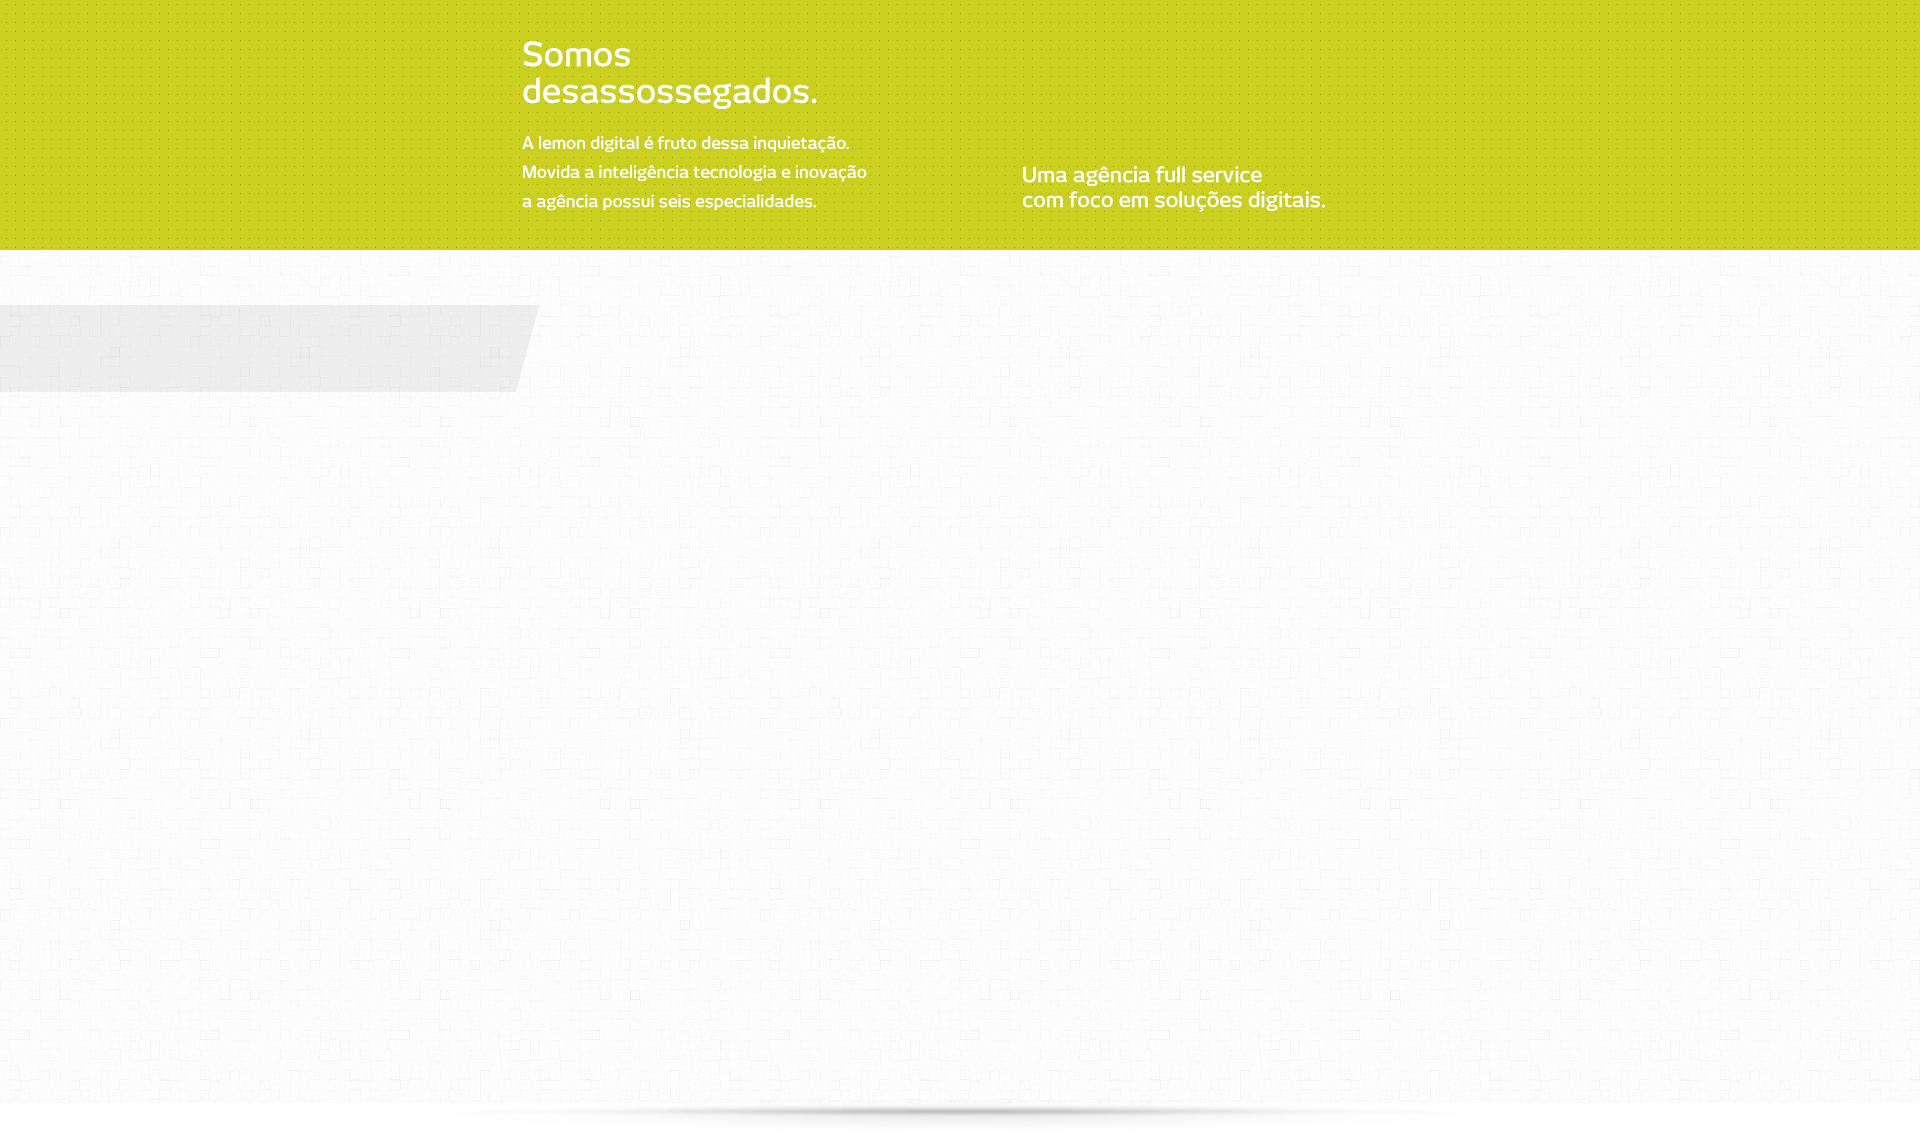 Somos
desassossegados.
A lemon digital é fruto dessa inquietação.
Movida a inteligência tecnologia e inovação
a agência possui seis especialidades.
Uma agência full service
com foco em soluções digitais.